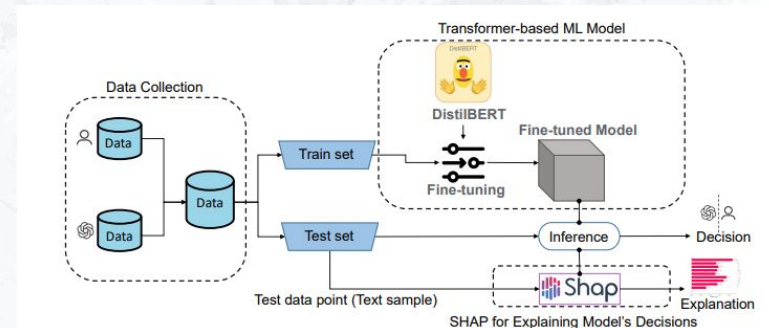 Transformer-based ML Model
DistilBERT
Data Collection
DistilBERT
Fine-tuned Model
Data
Train set
Data
Fine-tuning
Data
Test set
Inference
Decision
Shap
Test data point (Text sample)
Explanation
SHAP for Explaining Model's Decisions